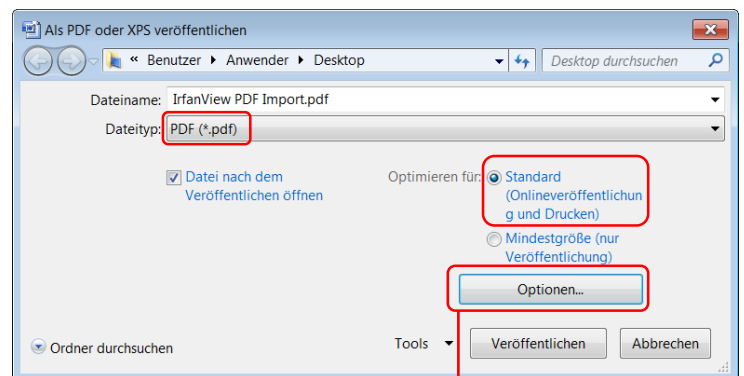 Als PDF oder XPS veröffentlichen
« Benutzer Anwender Desktop
Desktop durchsuchen
Dateiname: IrfanView PDF Import.pdf
Dateityp: PDF (*.pdf)
Datei nach dem
Veröffentlichen öffnen
Optimieren für:
Standard
(Onlineveröffentlichun
g und Drucken)
Mindestgröße (nur
Veröffentlichung)
Optionen...
Ordner durchsuchen
Tools
Veröffentlichen
Abbrechen